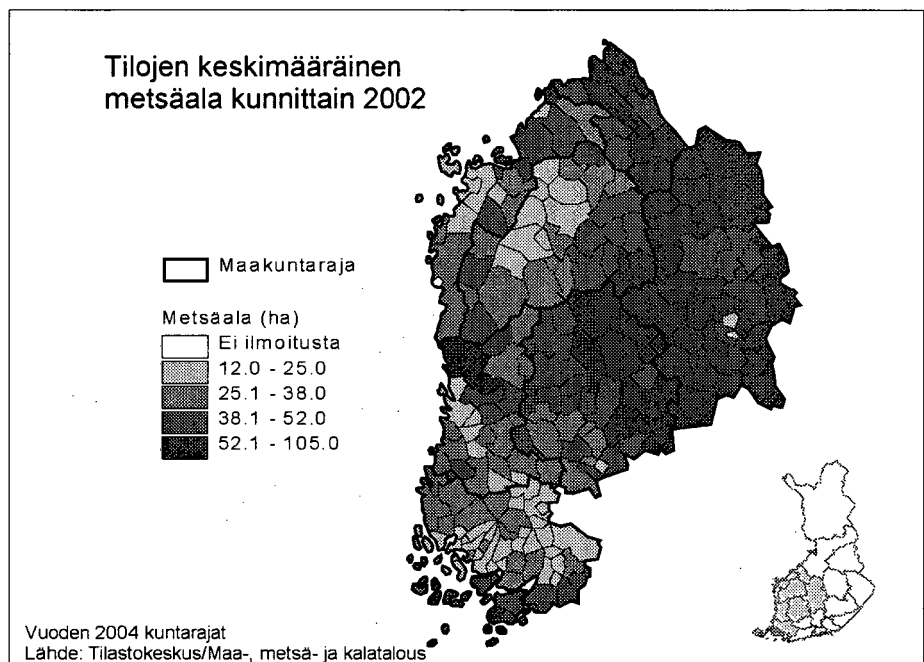 Tilojen keskimääräinen
metsäala kunnittain 2002
Maakuntaraja
Metsäala (ha)
Ei ilmoitusta
12.0 - 25.0
25.1 - 38.0
38.1 - 52.0
52.1 - 105.0
Vuoden 2004 kuntarajat
Lähde: Tilastokeskus/Maa-, metsä- ja kalatalous